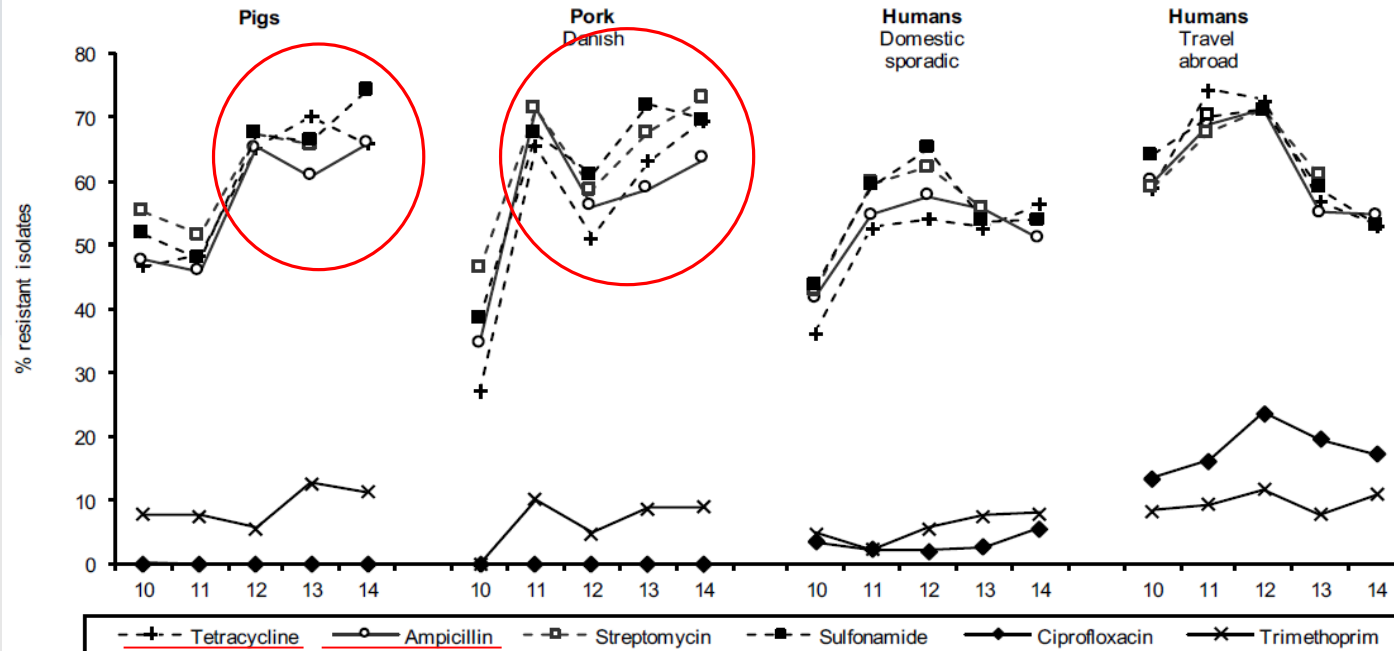 Pigs
Pork
Danish
Humans
Domestic
sporadic
Humans
Travel
abroad
% resistant isolates
80
70
60
50
40
30
20
10
0
10 11 12 13 14 10 11 12 13 14 10 11 12 13 14 10 11 12 13 14
Tetracycline Ampicillin Streptomycin Sulfonamide Ciprofloxacin Trimethoprim